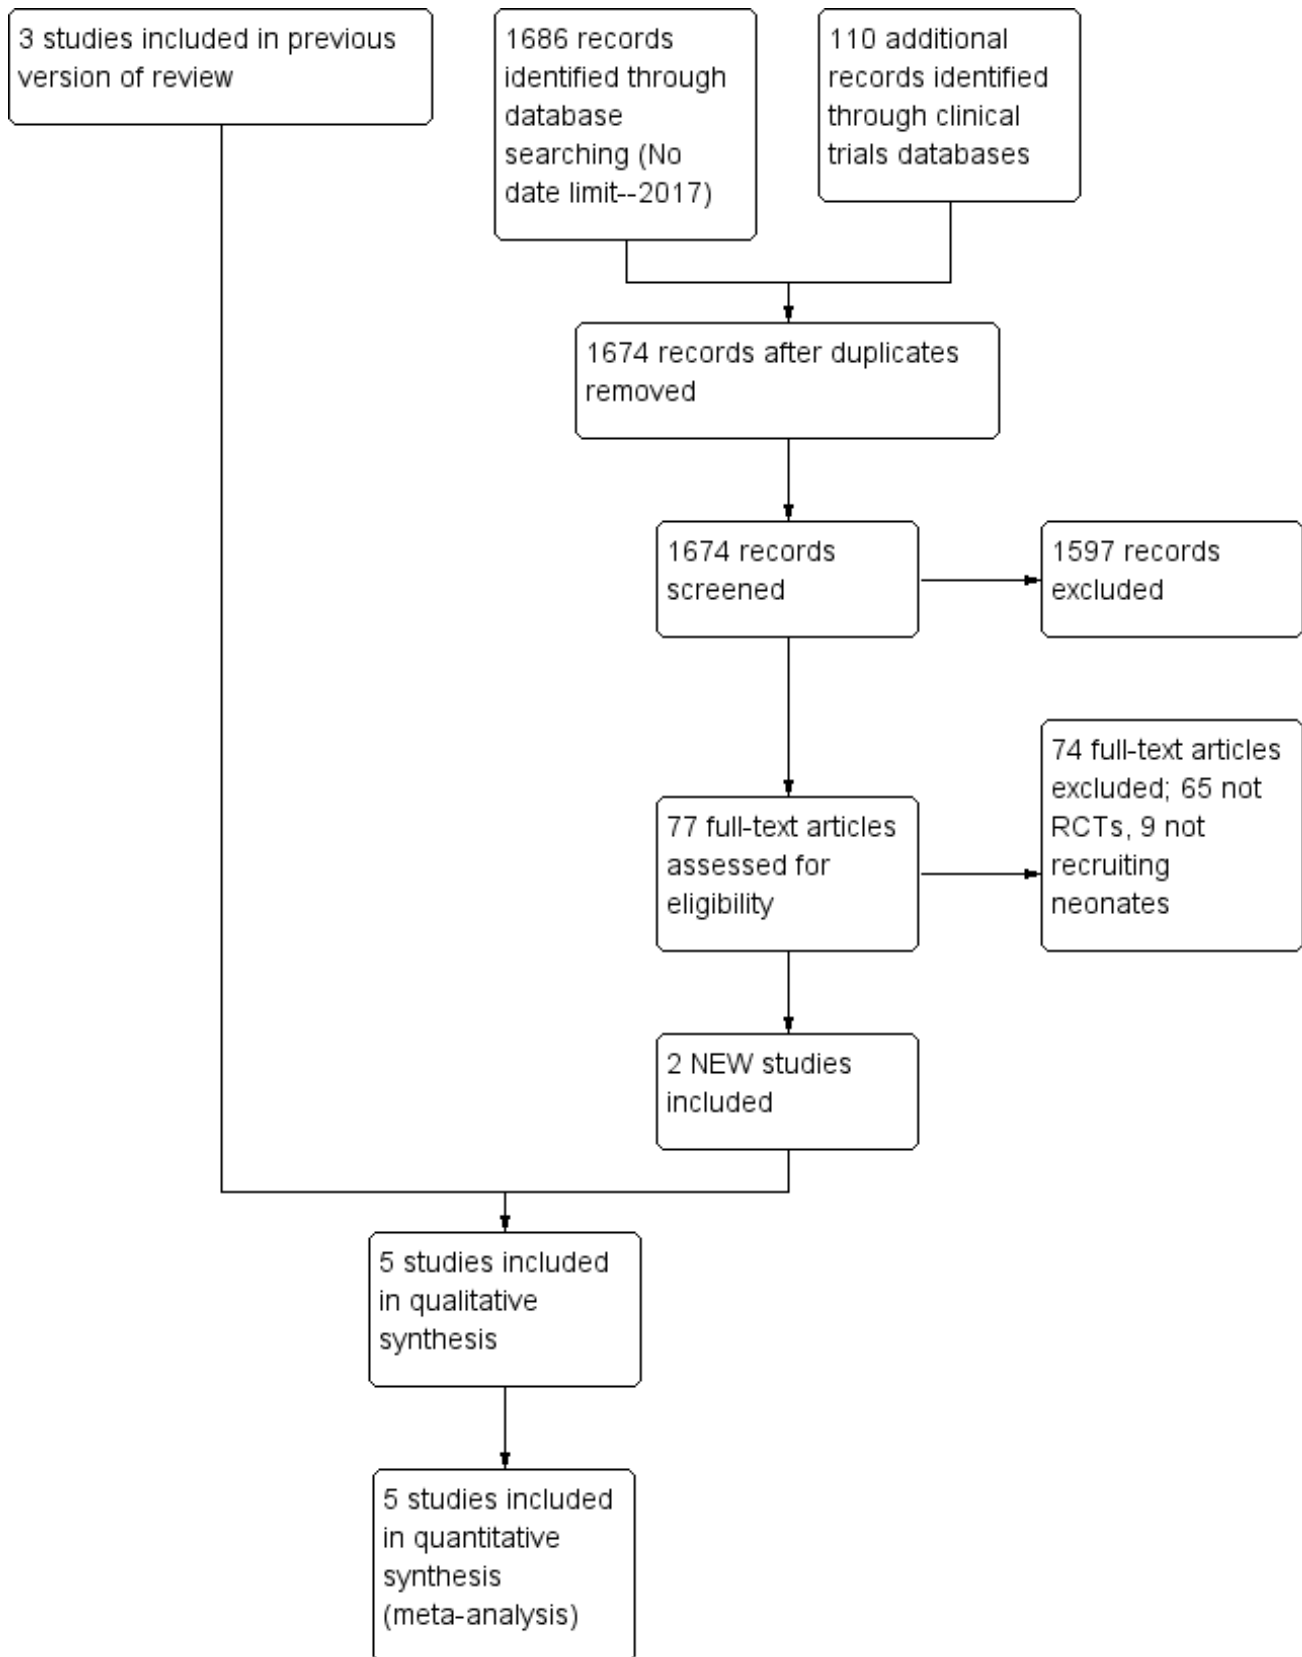 3 studies included in previous
version of review
1686 records
identified through
database
searching (No
date limit--2017)
110 additional
records identified
through clinical
trials databases
1674 records after duplicates
removed
1674 records
screened
1597 records
excluded
77 full-text articles
assessed for
eligibility
74 full-text articles
excluded; 65 not
RCTs, 9 not
recruiting
neonates
2 NEW studies
included
5 studies included
in qualitative
synthesis
5 studies included
in quantitative
synthesis
(meta-analysis)